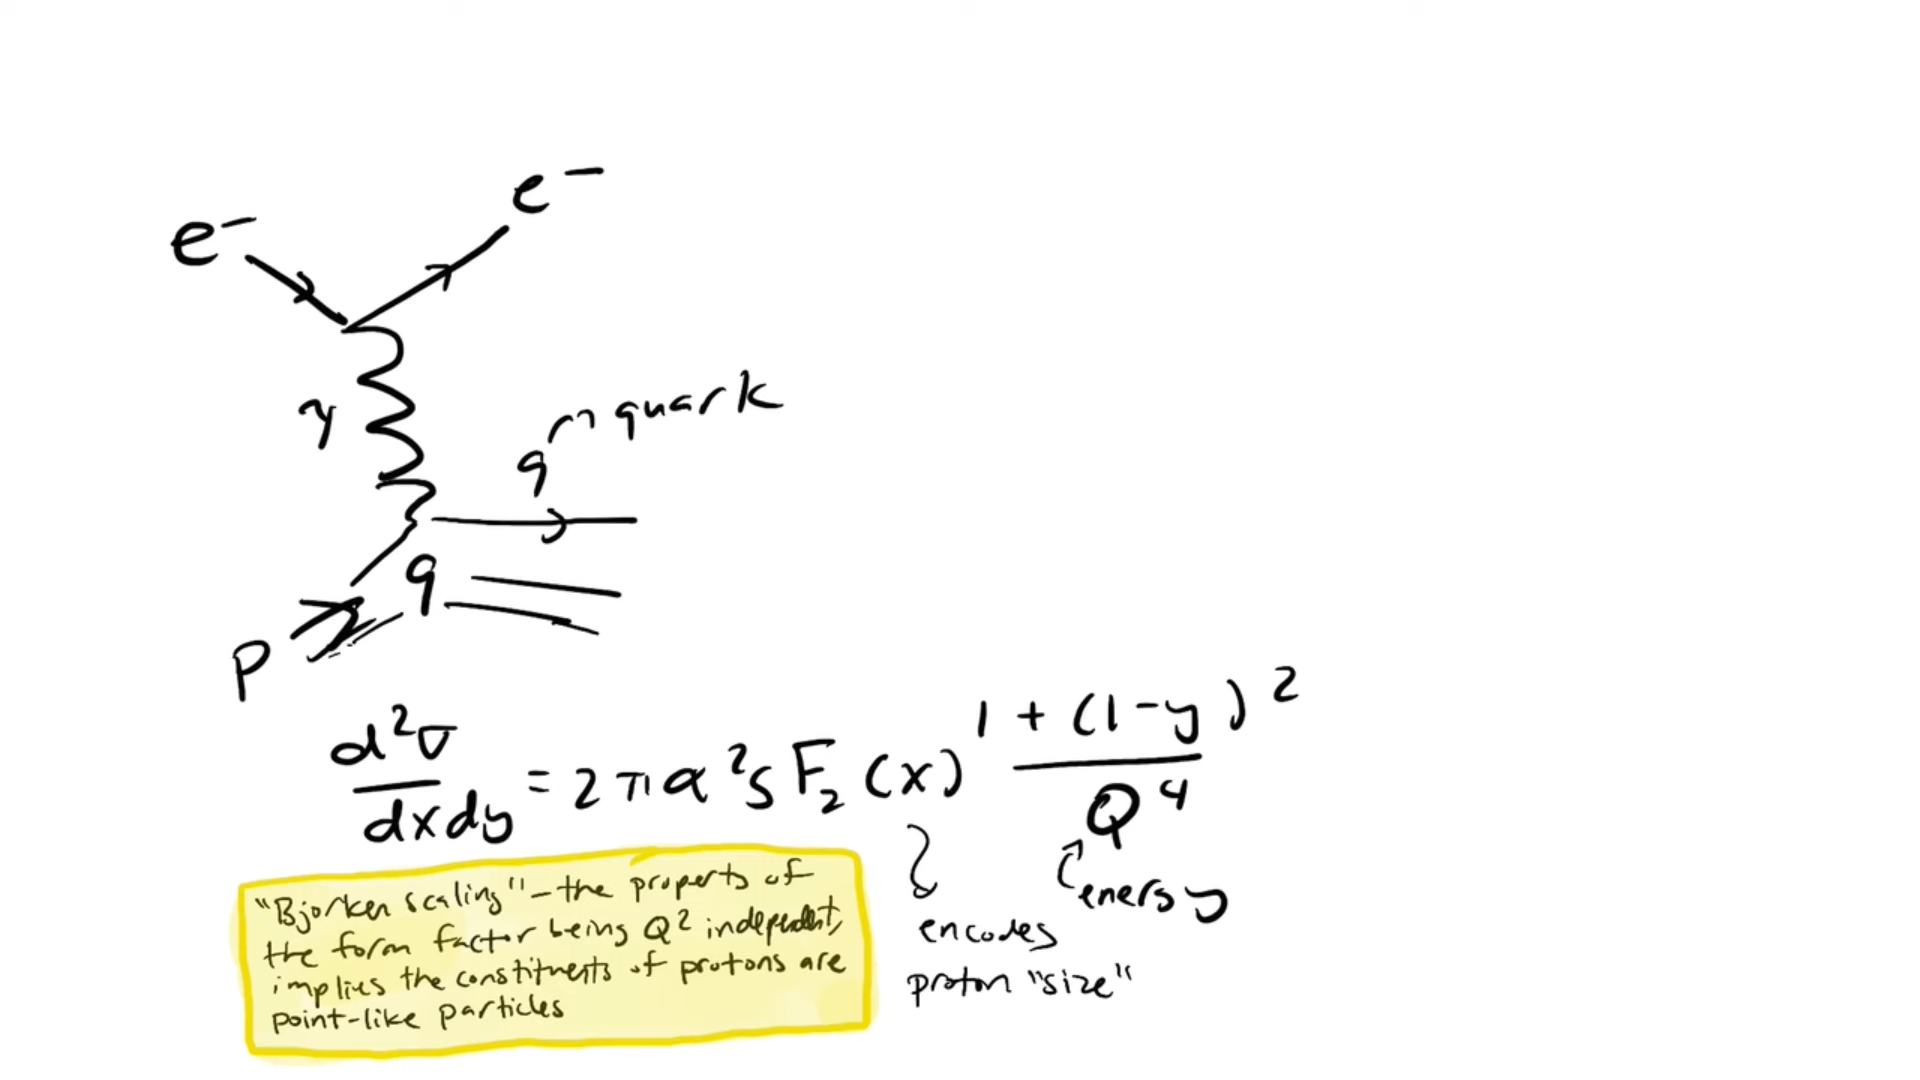 e⁻
e⁻
γ
quark
q
q
p
d²σ/dxdy = 2πα²s F₂(x) 1 + (1-y)²/Q⁴
energy
encodes
proton "size"
"Bjorken scaling" – the property of
the form factor being Q² independent,
implies the constituents of protons are
point-like particles